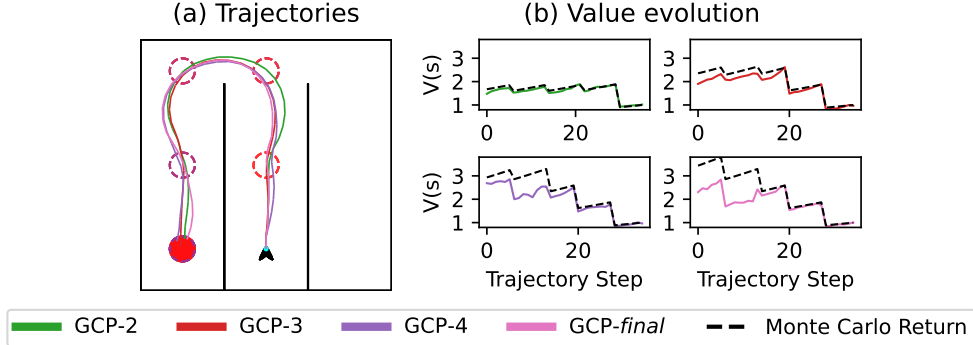 (a) Trajectories
(b) Value evolution
V(s)
3
2
1
0
20
3
2
1
0
20
V(s)
3
2
1
0
20
Trajectory Step
3
2
1
0
20
Trajectory Step
GCP-2
GCP-3
GCP-4
GCP-final
Monte Carlo Return